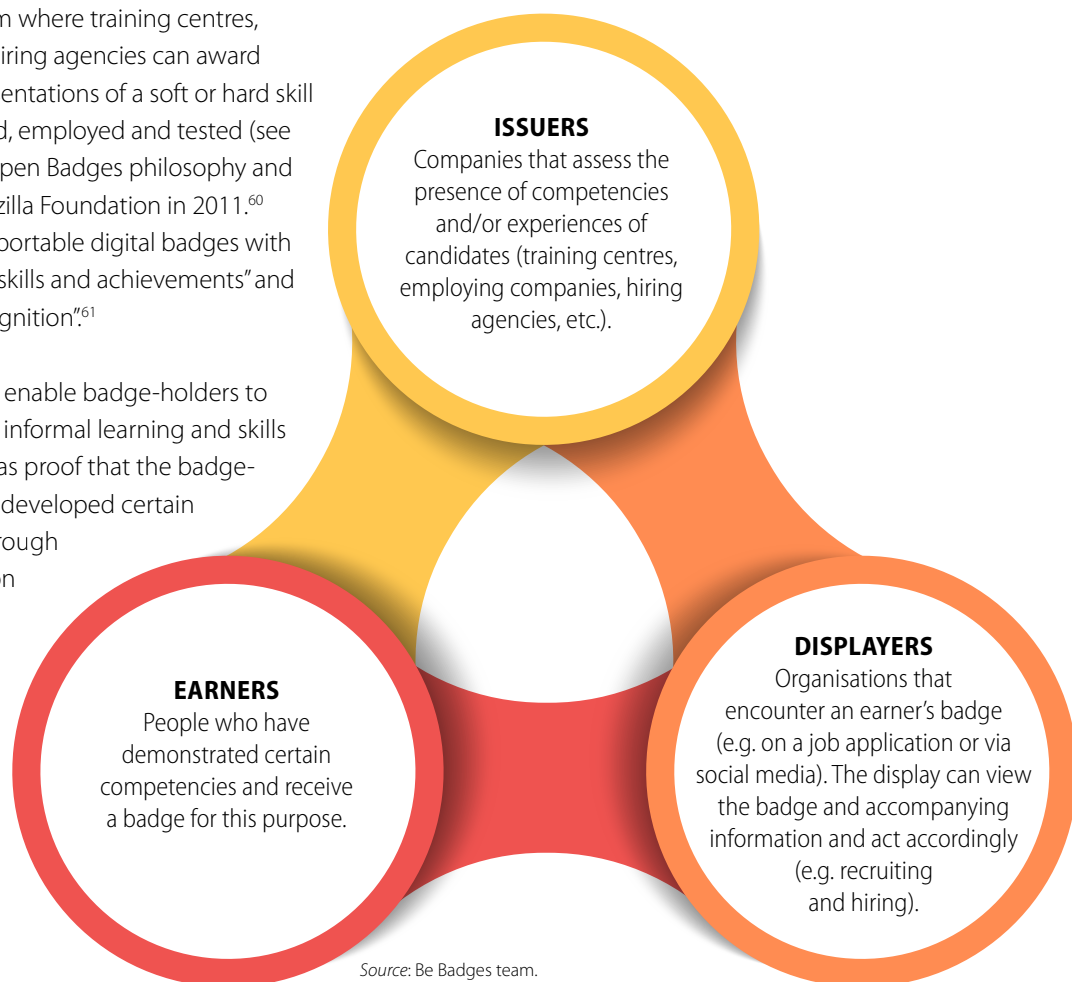 m where training centres,
iring agencies can award
sentations of a soft or hard skill
d, employed and tested (see
pen Badges philosophy and
zilla Foundation in 2011.60
portable digital badges with
skills and achievements” and
gnition”.61
enable badge-holders to
informal learning and skills
as proof that the badge-
developed certain
rough
on
ISSUERS
Companies that assess the
presence of competencies
and/or experiences of
candidates (training centres,
employing companies, hiring
agencies, etc.).
EARNERS
People who have
demonstrated certain
competencies and receive
a badge for this purpose.
DISPLAYERS
Organisations that
encounter an earner’s badge
(e.g. on a job application or via
social media). The display can view
the badge and accompanying
information and act accordingly
(e.g. recruiting
and hiring).
Source: Be Badges team.